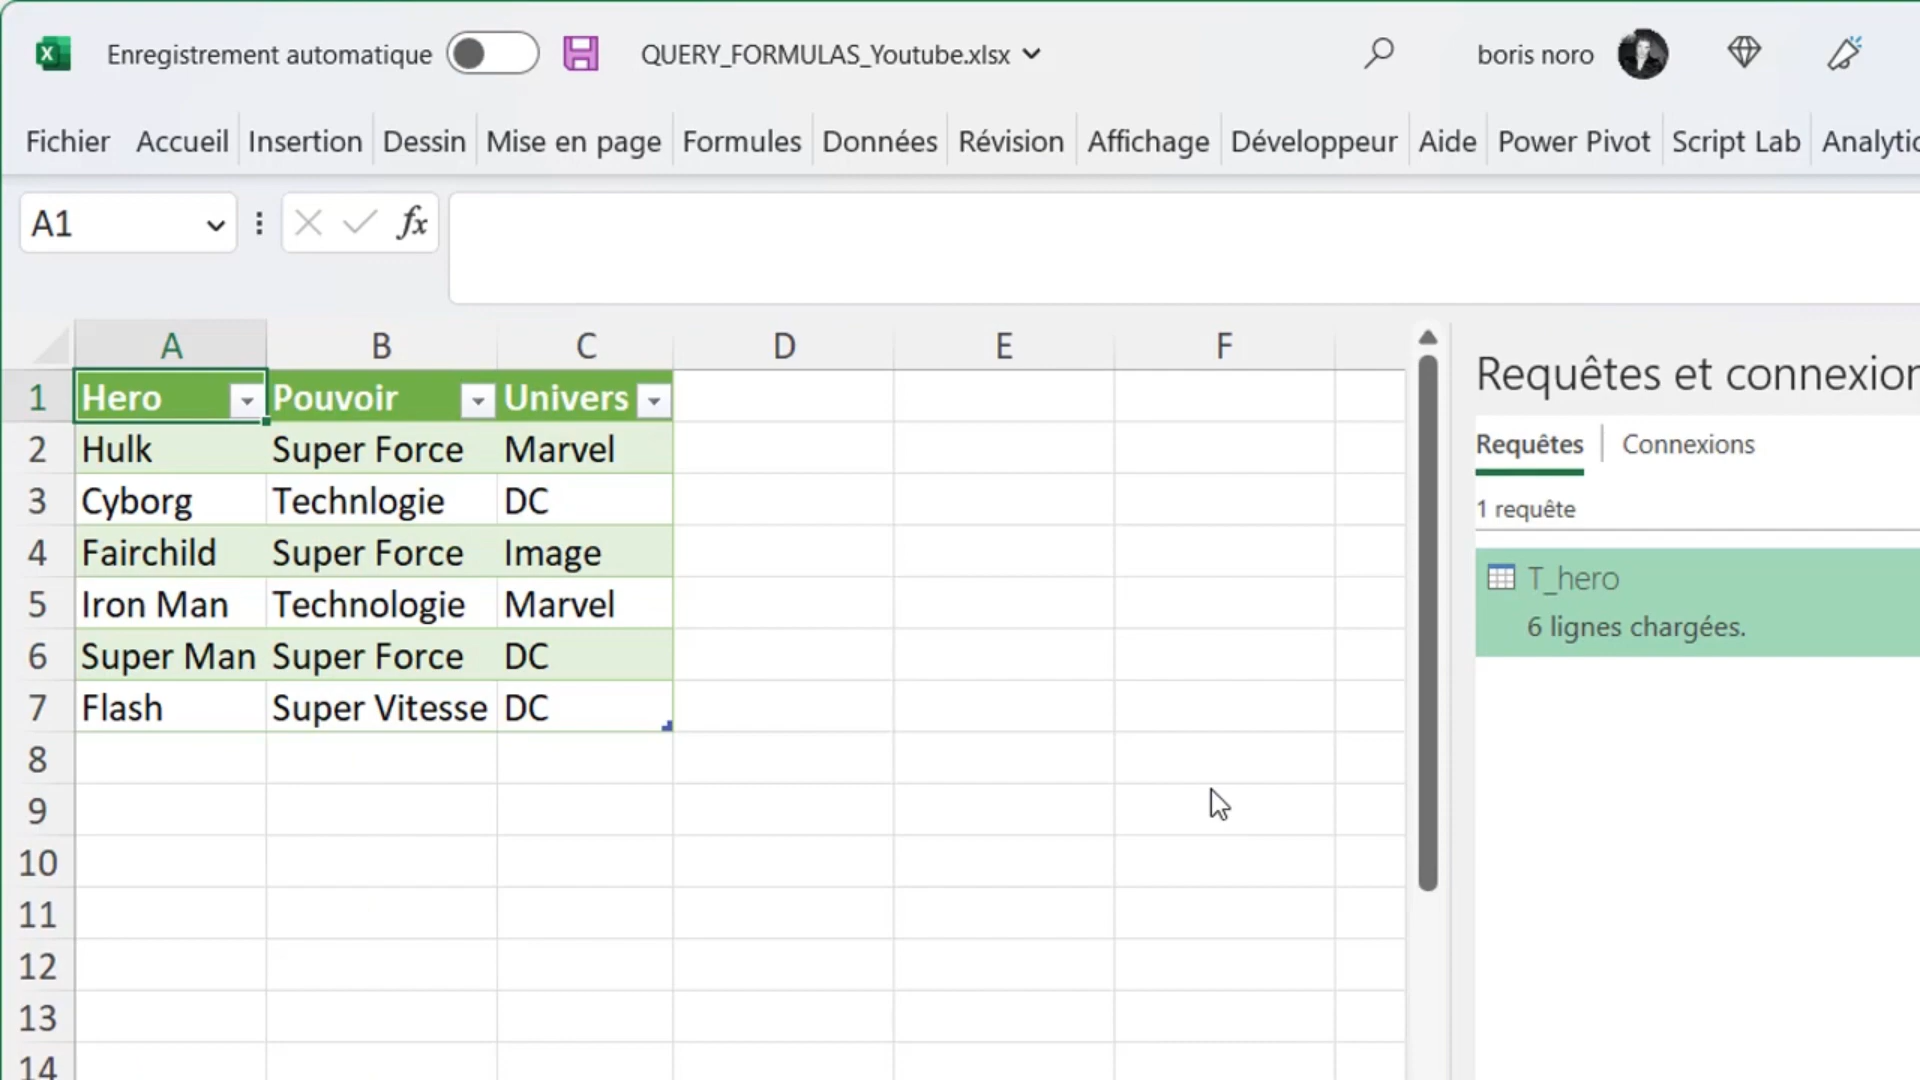 Enregistrement automatique QUERY_FORMULAS_Youtube.xlsx boris noro
Fichier Accueil Insertion Dessin Mise en page Formules Données Révision Affichage Développeur Aide Power Pivot Script Lab Analytic
A1 fx
A B C D E F
1 Hero Pouvoir Univers
2 Hulk Super Force Marvel
3 Cyborg Technlogie DC
4 Fairchild Super Force Image
5 Iron Man Technologie Marvel
6 Super Man Super Force DC
7 Flash Super Vitesse DC
8
9
10
11
12
13
14
Requêtes et connexion
Requêtes Connexions
1 requête
T_hero
6 lignes chargées.